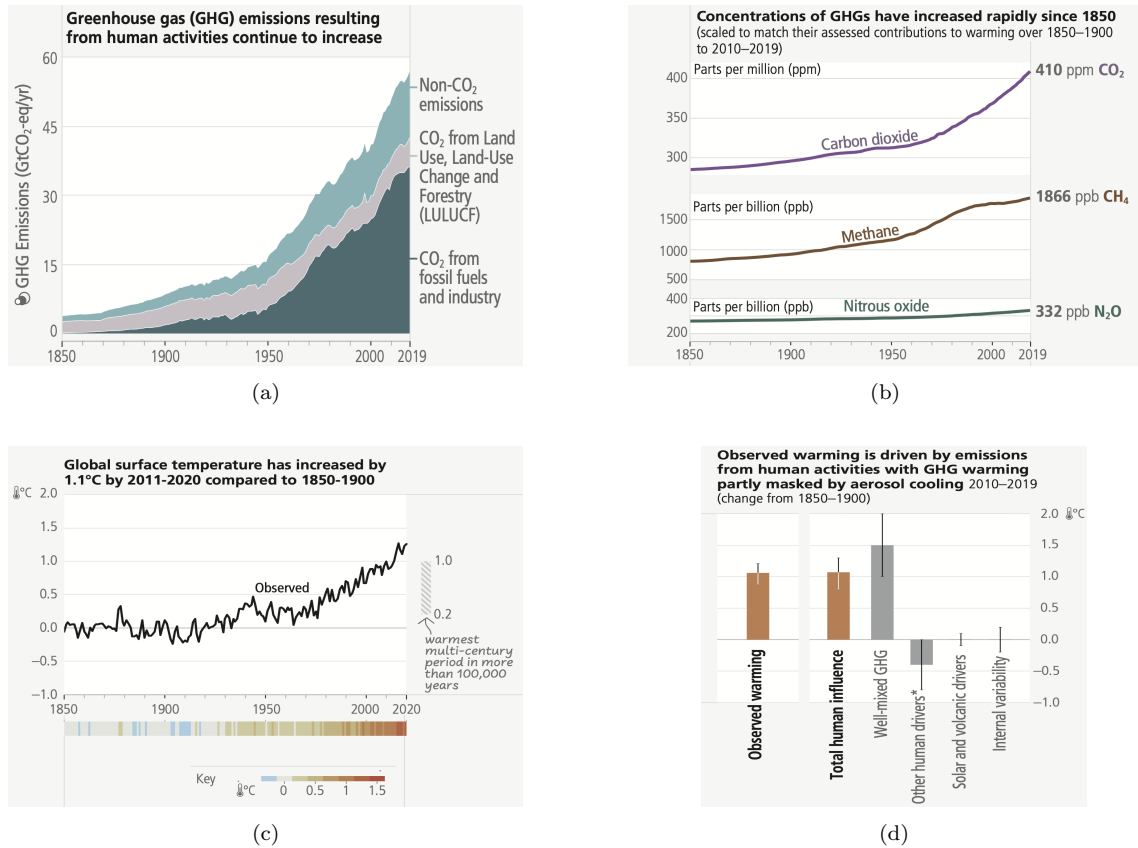 Greenhouse gas (GHG) emissions resulting
from human activities continue to increase
GHG Emissions (GtCO₂-eq/yr)
60
45
30
15
0
1850
1900
1950
2000
2019
Non-CO₂
emissions
CO₂ from Land
Use, Land-Use
Change and
Forestry
(LULUCF)
CO₂ from
fossil fuels
and industry
(a)
Concentrations of GHGs have increased rapidly since 1850
(scaled to match their assessed contributions to warming over 1850–1900
to 2010–2019)
Parts per million (ppm)
400
350
300
Carbon dioxide
410 ppm CO₂
Parts per billion (ppb)
1500
1000
500
Methane
1866 ppb CH₄
Parts per billion (ppb)
400
200
Nitrous oxide
332 ppb N₂O
1850
1900
1950
2000
2019
(b)
Global surface temperature has increased by
1.1°C by 2011-2020 compared to 1850-1900
°C
2.0
1.5
1.0
0.5
0.0
−0.5
−1.0
Observed
1.0
0.2
warmest
multi-century
period in more
than 100,000
years
1850
1900
1950
2000
2020
Key
°C
0
0.5
1
1.5
(c)
Observed warming is driven by emissions
from human activities with GHG warming
partly masked by aerosol cooling 2010–2019
(change from 1850–1900)
2.0 °C
1.5
1.0
0.5
0.0
−0.5
−1.0
Observed warming
Total human influence
Well-mixed GHG
Other human drivers*
Solar and volcanic drivers
Internal variability
(d)